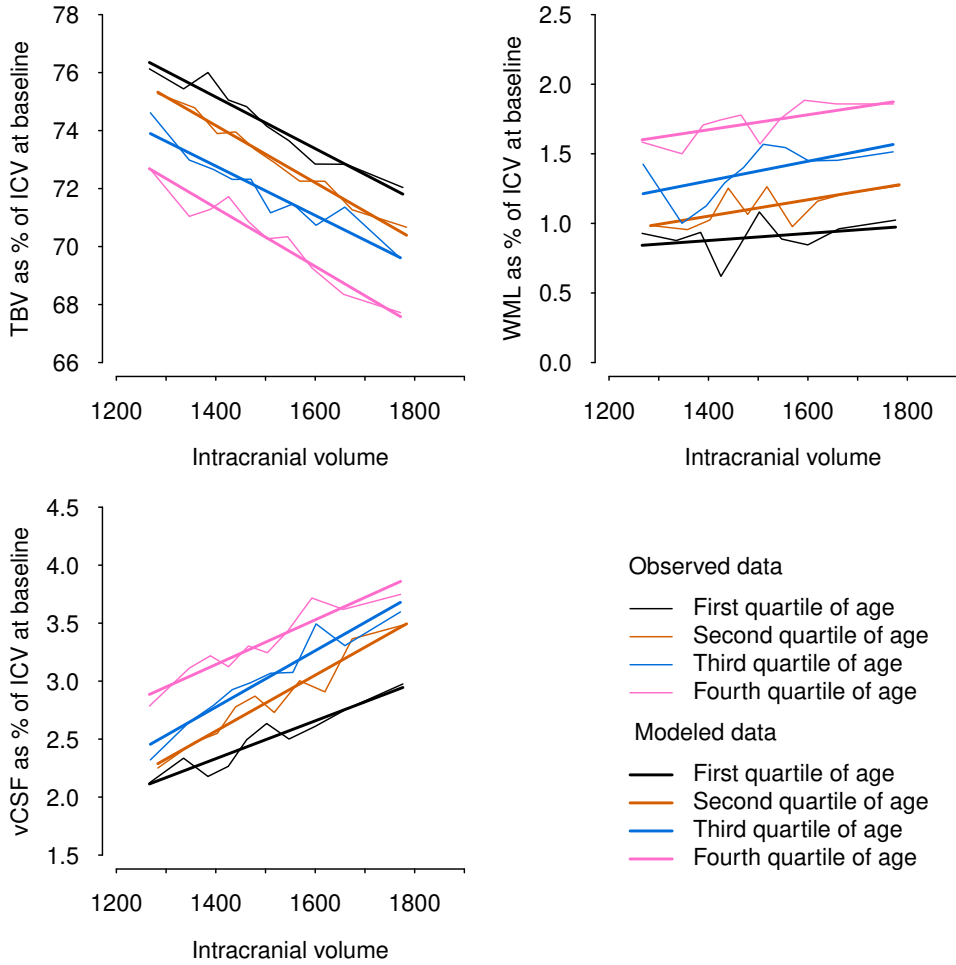 TBV as % of ICV at baseline
78
76
74
72
70
68
66
1200 1400 1600 1800
Intracranial volume
WML as % of ICV at baseline
2.5
2.0
1.5
1.0
0.5
0.0
1200 1400 1600 1800
Intracranial volume
vCSF as % of ICV at baseline
4.5
4.0
3.5
3.0
2.5
2.0
1.5
1200 1400 1600 1800
Intracranial volume
Observed data
First quartile of age
Second quartile of age
Third quartile of age
Fourth quartile of age
Modeled data
First quartile of age
Second quartile of age
Third quartile of age
Fourth quartile of age